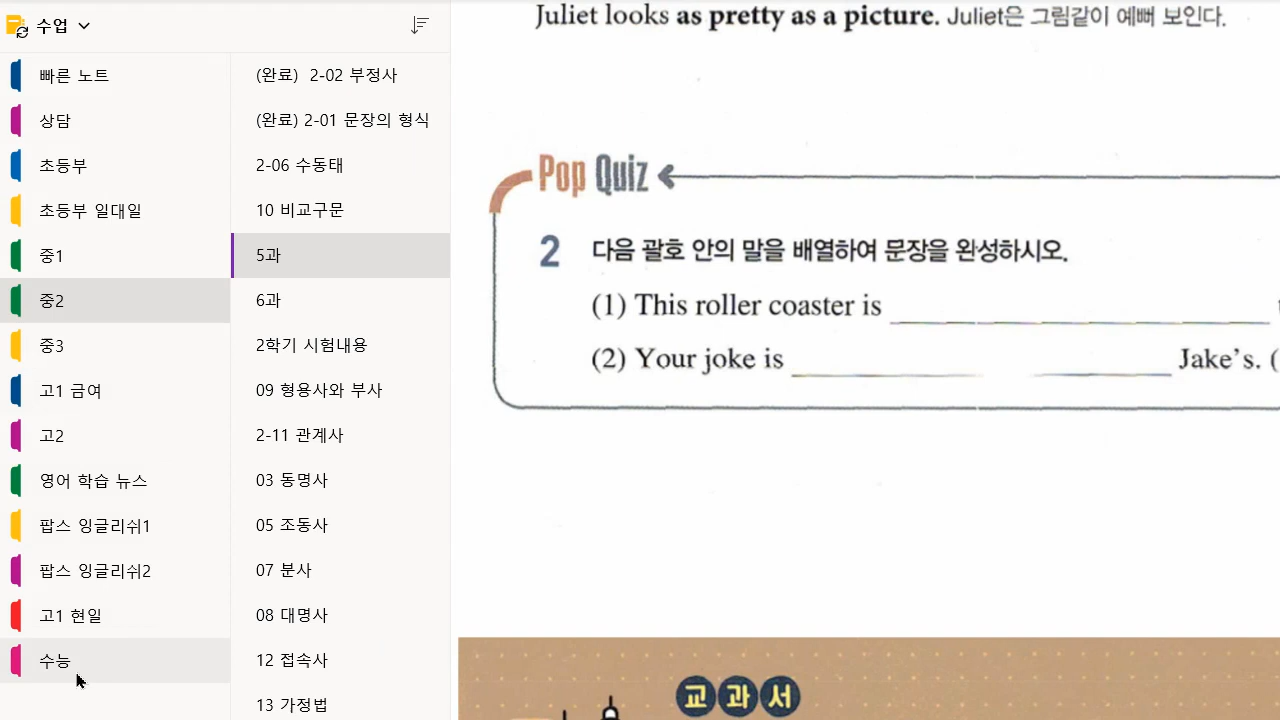 수업
빠른 노트
상담
초등부
초등부 일대일
중1
중2
중3
고1 금여
고2
영어 학습 뉴스
팝스 잉글리쉬1
팝스 잉글리쉬2
고1 현일
수능
(완료) 2-02 부정사
(완료) 2-01 문장의 형식
2-06 수동태
10 비교구문
5과
6과
2학기 시험내용
09 형용사와 부사
2-11 관계사
03 동명사
05 조동사
07 분사
08 대명사
12 접속사
13 가정법
Juliet looks as pretty as a picture. Juliet은 그림같이 예뻐 보인다.
Pop Quiz
2 다음 괄호 안의 말을 배열하여 문장을 완성하시오.
(1) This roller coaster is
(2) Your joke is Jake's. (
교과서